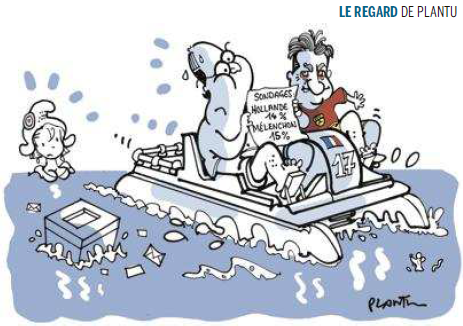 LE REGARD DE PLANTU
SONDAGES
HOLLANDE
14%
MÉLENCHON
15%
17
PLANTU